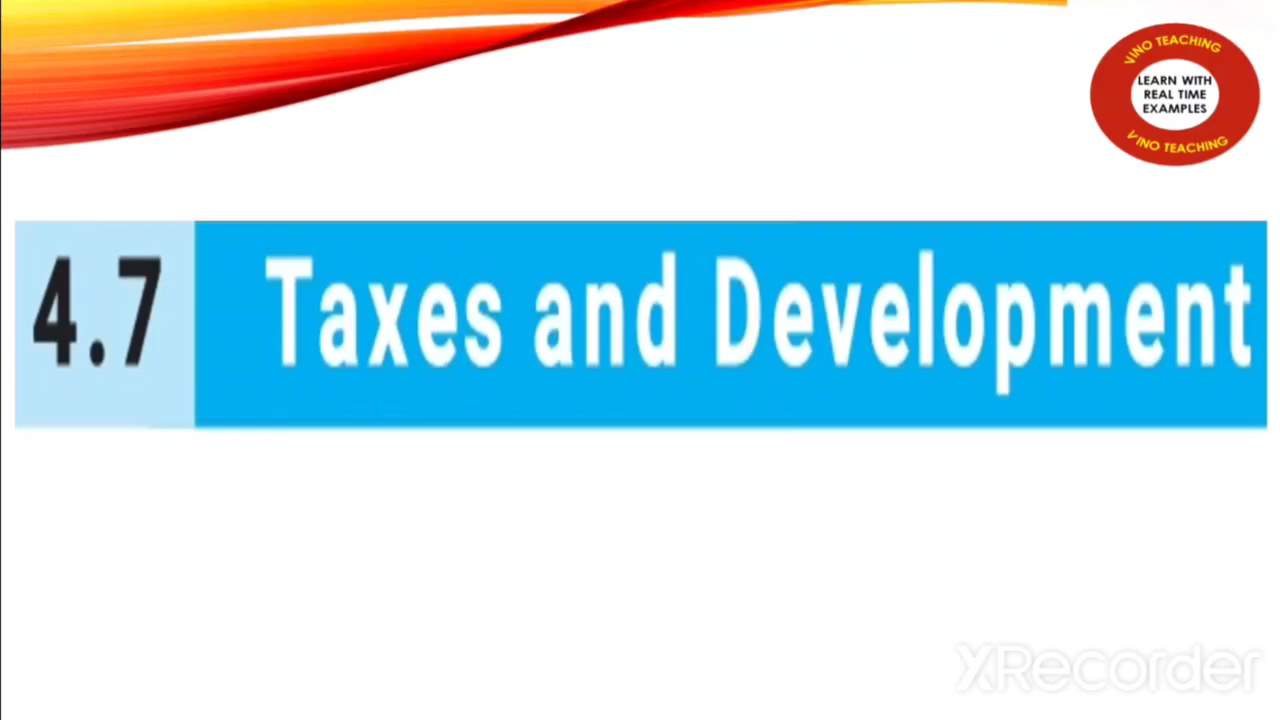 VINO TEACHING
LEARN WITH
REAL TIME
EXAMPLES
VINO TEACHING
4.7 Taxes and Development
XRecorder